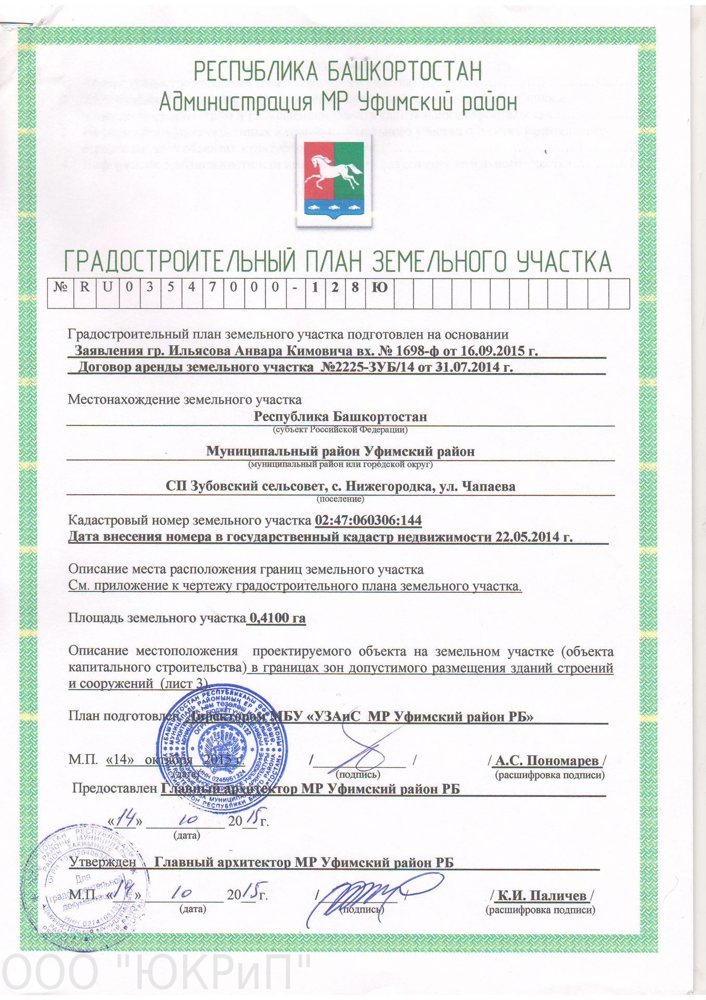 РЕСПУБЛИКА БАШКОРТОСТАН
Администрация МР Уфимский район
ГРАДОСТРОИТЕЛЬНЫЙ ПЛАН ЗЕМЕЛЬНОГО УЧАСТКА
№ R U 0 3 5 4 7 0 0 0 - 1 2 8 Ю
Градостроительный план земельного участка подготовлен на основании
Заявления гр. Ильясова Анвара Кимовича вх. № 1698-ф от 16.09.2015 г.
Договор аренды земельного участка №2225-ЗУБ/14 от 31.07.2014 г.
Местонахождение земельного участка
Республика Башкортостан
(субъект Российской Федерации)
Муниципальный район Уфимский район
(муниципальный район или городской округ)
СП Зубовский сельсовет, с. Нижегородка, ул. Чапаева
(поселение)
Кадастровый номер земельного участка 02:47:060306:144
Дата внесения номера в государственный кадастр недвижимости 22.05.2014 г.
Описание места расположения границ земельного участка
См. приложение к чертежу градостроительного плана земельного участка.
Площадь земельного участка 0,4100 га
Описание местоположения проектируемого объекта на земельном участке (объекта
капитального строительства) в границах зон допустимого размещения зданий строений
и сооружений (лист 3).
План подготовлен Директором МБУ «УЗАиС МР Уфимский район РБ»
М.П. «14» октября 2015 г. / / / А.С. Пономарев /
(дата) (подпись) (расшифровка подписи)
Предоставлен Главный архитектор МР Уфимский район РБ
«14» 10 2015 г.
(дата)
Утвержден Главный архитектор МР Уфимский район РБ
М.П. «14» 10 2015 г. / / / К.И. Паличев /
(дата) (подпись) (расшифровка подписи)
ИНН 0245951324
Для
градостроительной
документации
ООО "ЮКРиП"